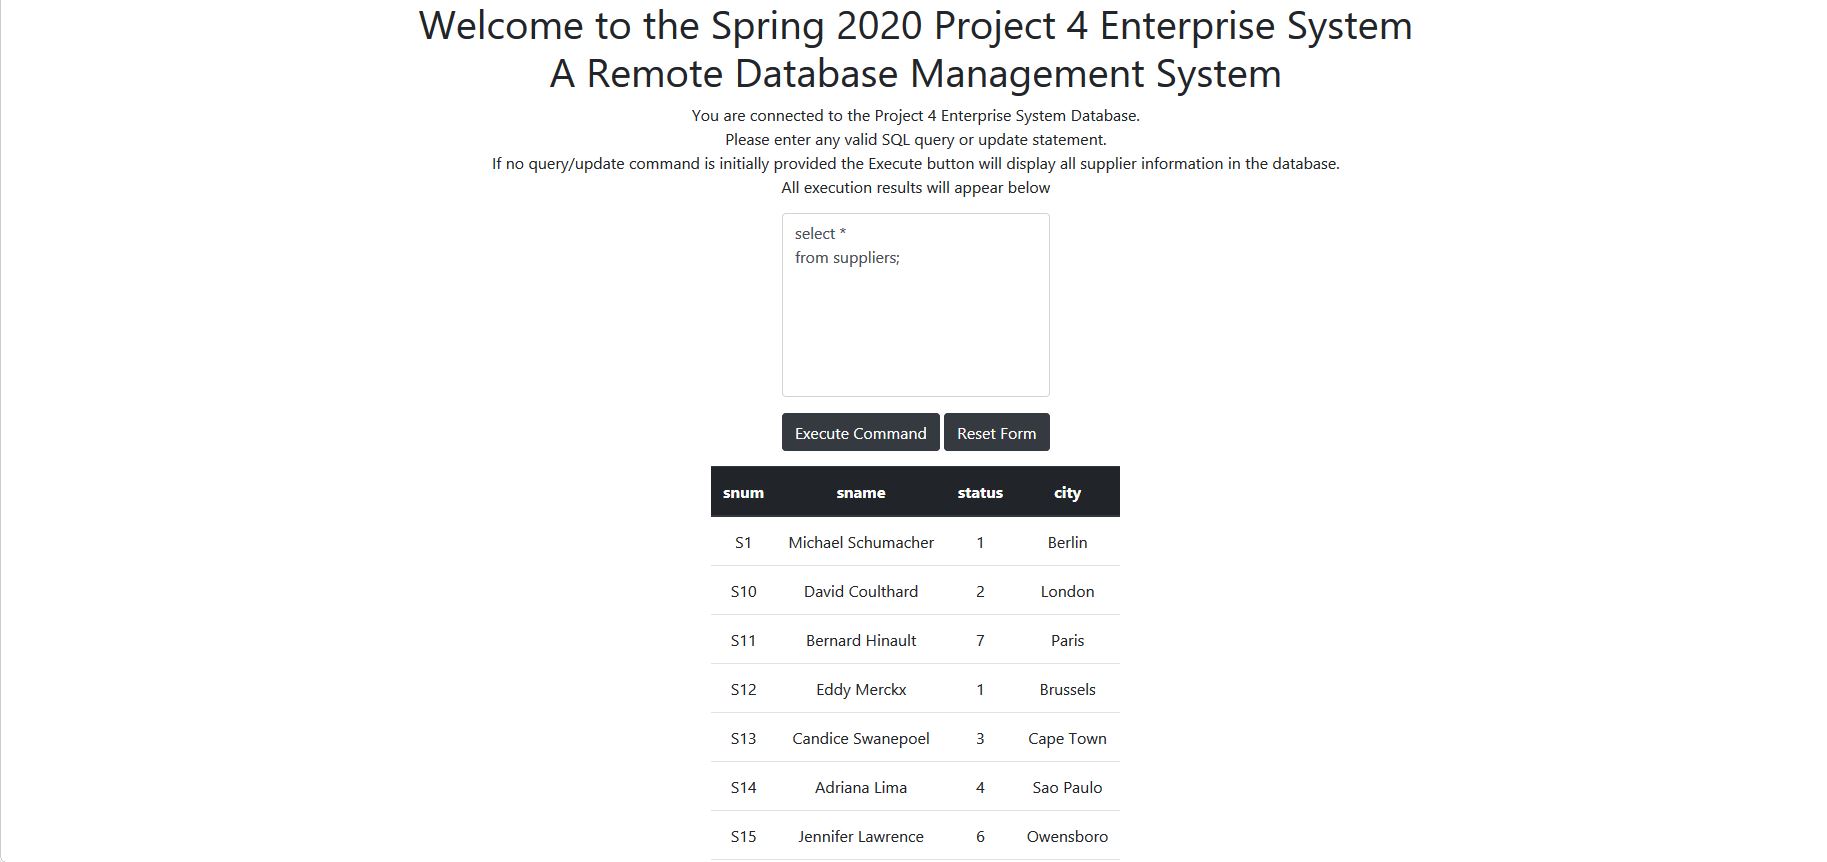 Welcome to the Spring 2020 Project 4 Enterprise System
A Remote Database Management System
You are connected to the Project 4 Enterprise System Database.
Please enter any valid SQL query or update statement.
If no query/update command is initially provided the Execute button will display all supplier information in the database.
All execution results will appear below
select *
from suppliers;
Execute Command Reset Form
snum sname status city
S1 Michael Schumacher 1 Berlin
S10 David Coulthard 2 London
S11 Bernard Hinault 7 Paris
S12 Eddy Merckx 1 Brussels
S13 Candice Swanepoel 3 Cape Town
S14 Adriana Lima 4 Sao Paulo
S15 Jennifer Lawrence 6 Owensboro